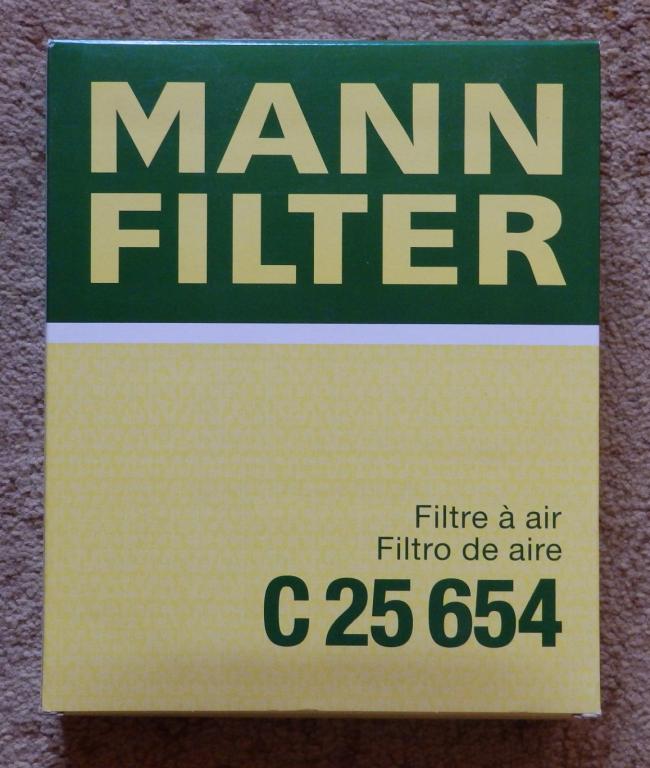 MANN
FILTER
Filtre à air
Filtro de aire
C 25 654